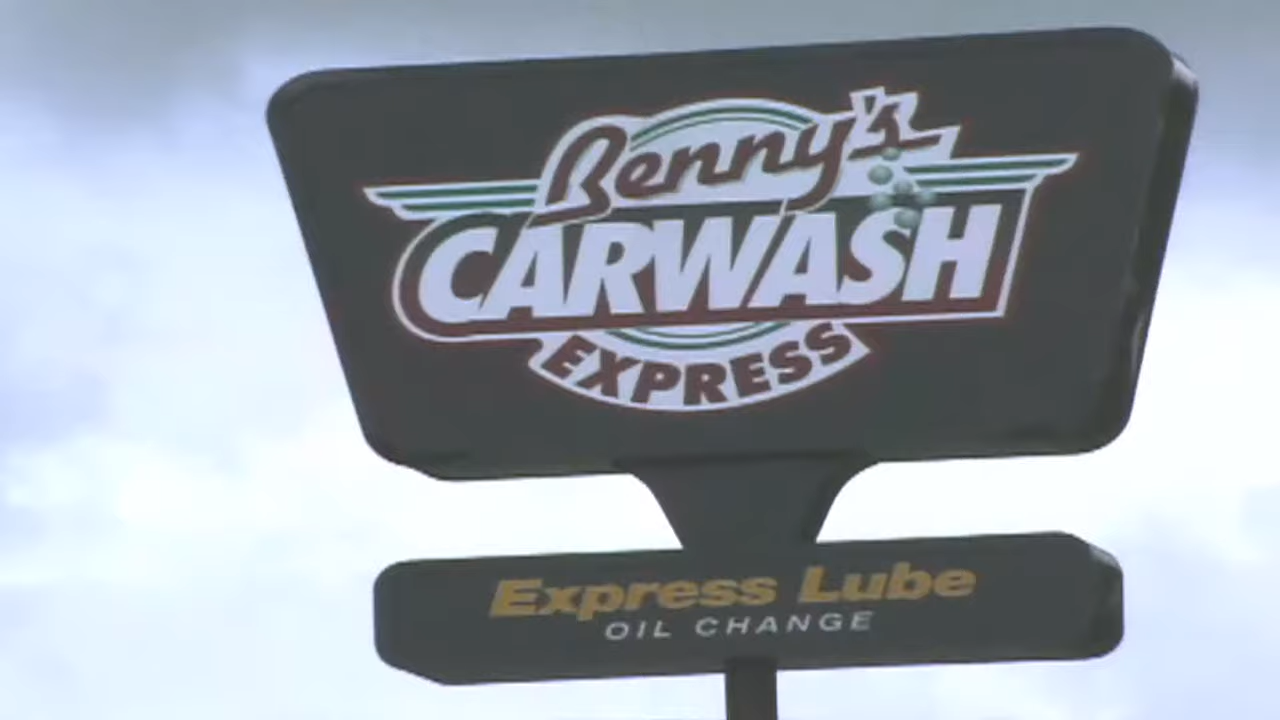 Benny's
CARWASH
EXPRESS
Express Lube
OIL CHANGE